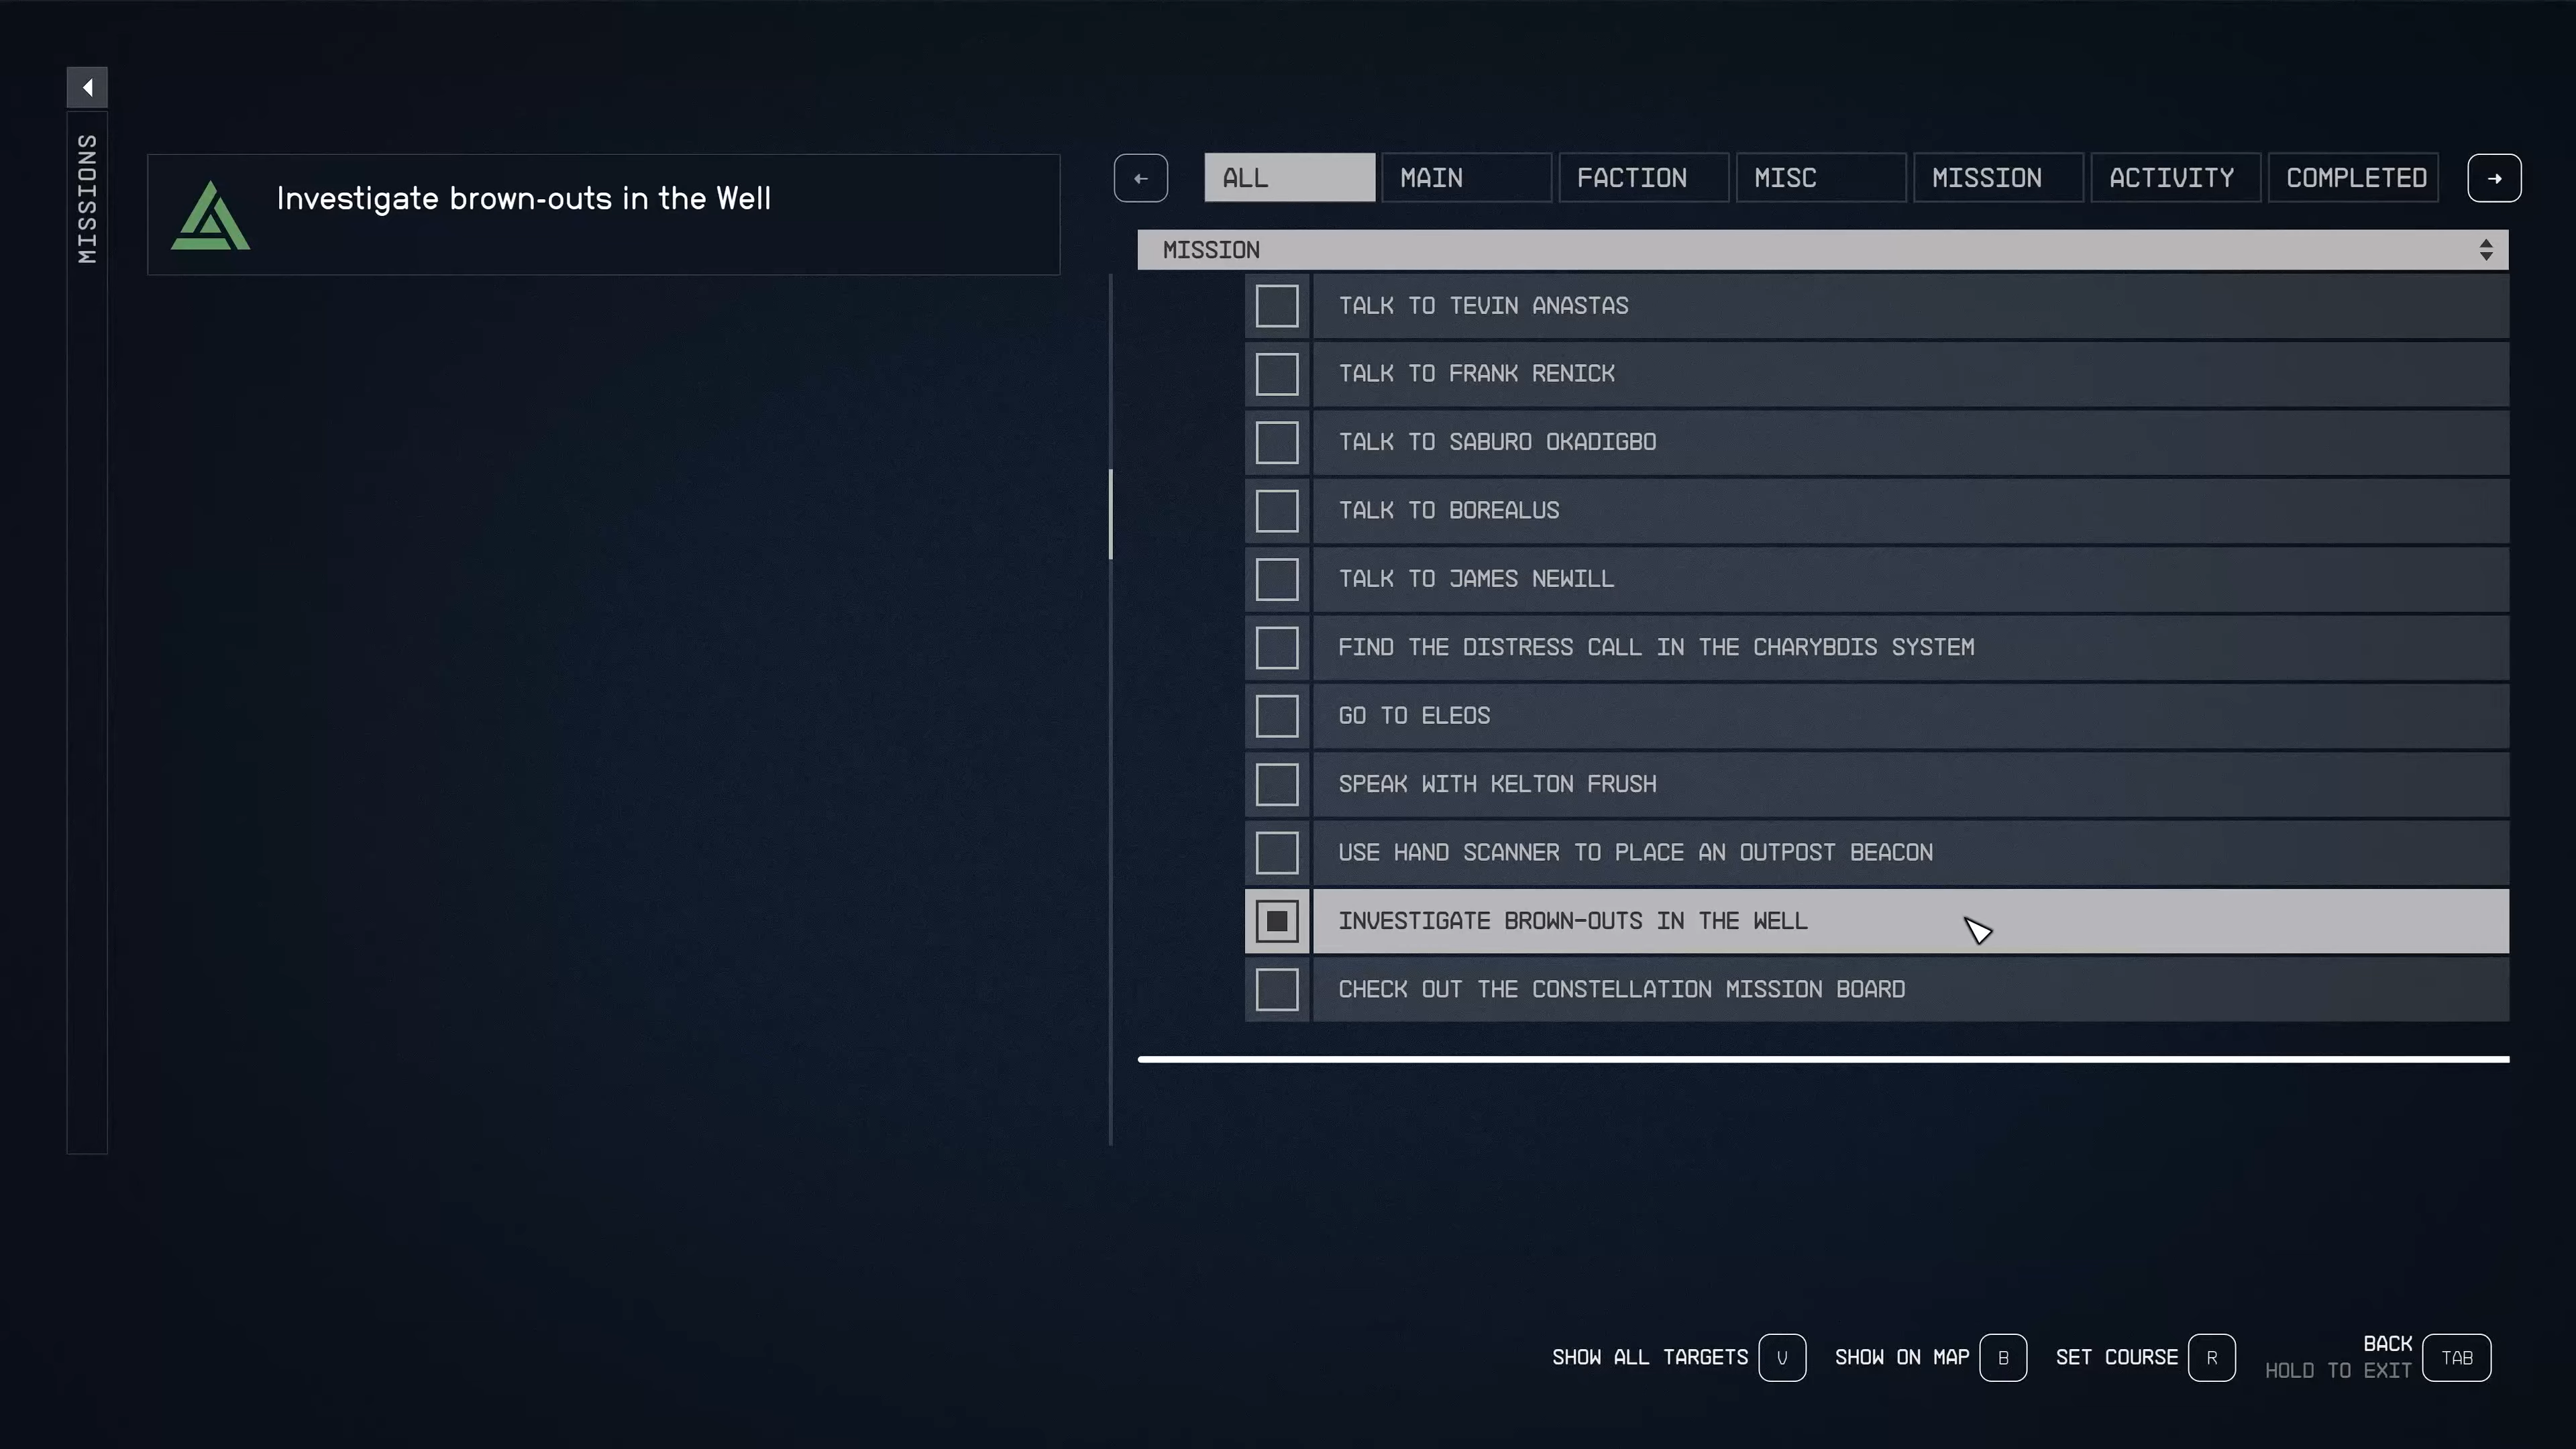 MISSIONS
Investigate brown-outs in the Well
ALL
MAIN
FACTION
MISC
MISSION
ACTIVITY
COMPLETED
MISSION
TALK TO TEVIN ANASTAS
TALK TO FRANK RENICK
TALK TO SABURO OKADIGBO
TALK TO BOREALUS
TALK TO JAMES NEWILL
FIND THE DISTRESS CALL IN THE CHARYBDIS SYSTEM
GO TO ELEOS
SPEAK WITH KELTON FRUSH
USE HAND SCANNER TO PLACE AN OUTPOST BEACON
INVESTIGATE BROWN-OUTS IN THE WELL
CHECK OUT THE CONSTELLATION MISSION BOARD
SHOW ALL TARGETS V
SHOW ON MAP B
SET COURSE R
BACK
HOLD TO EXIT
TAB